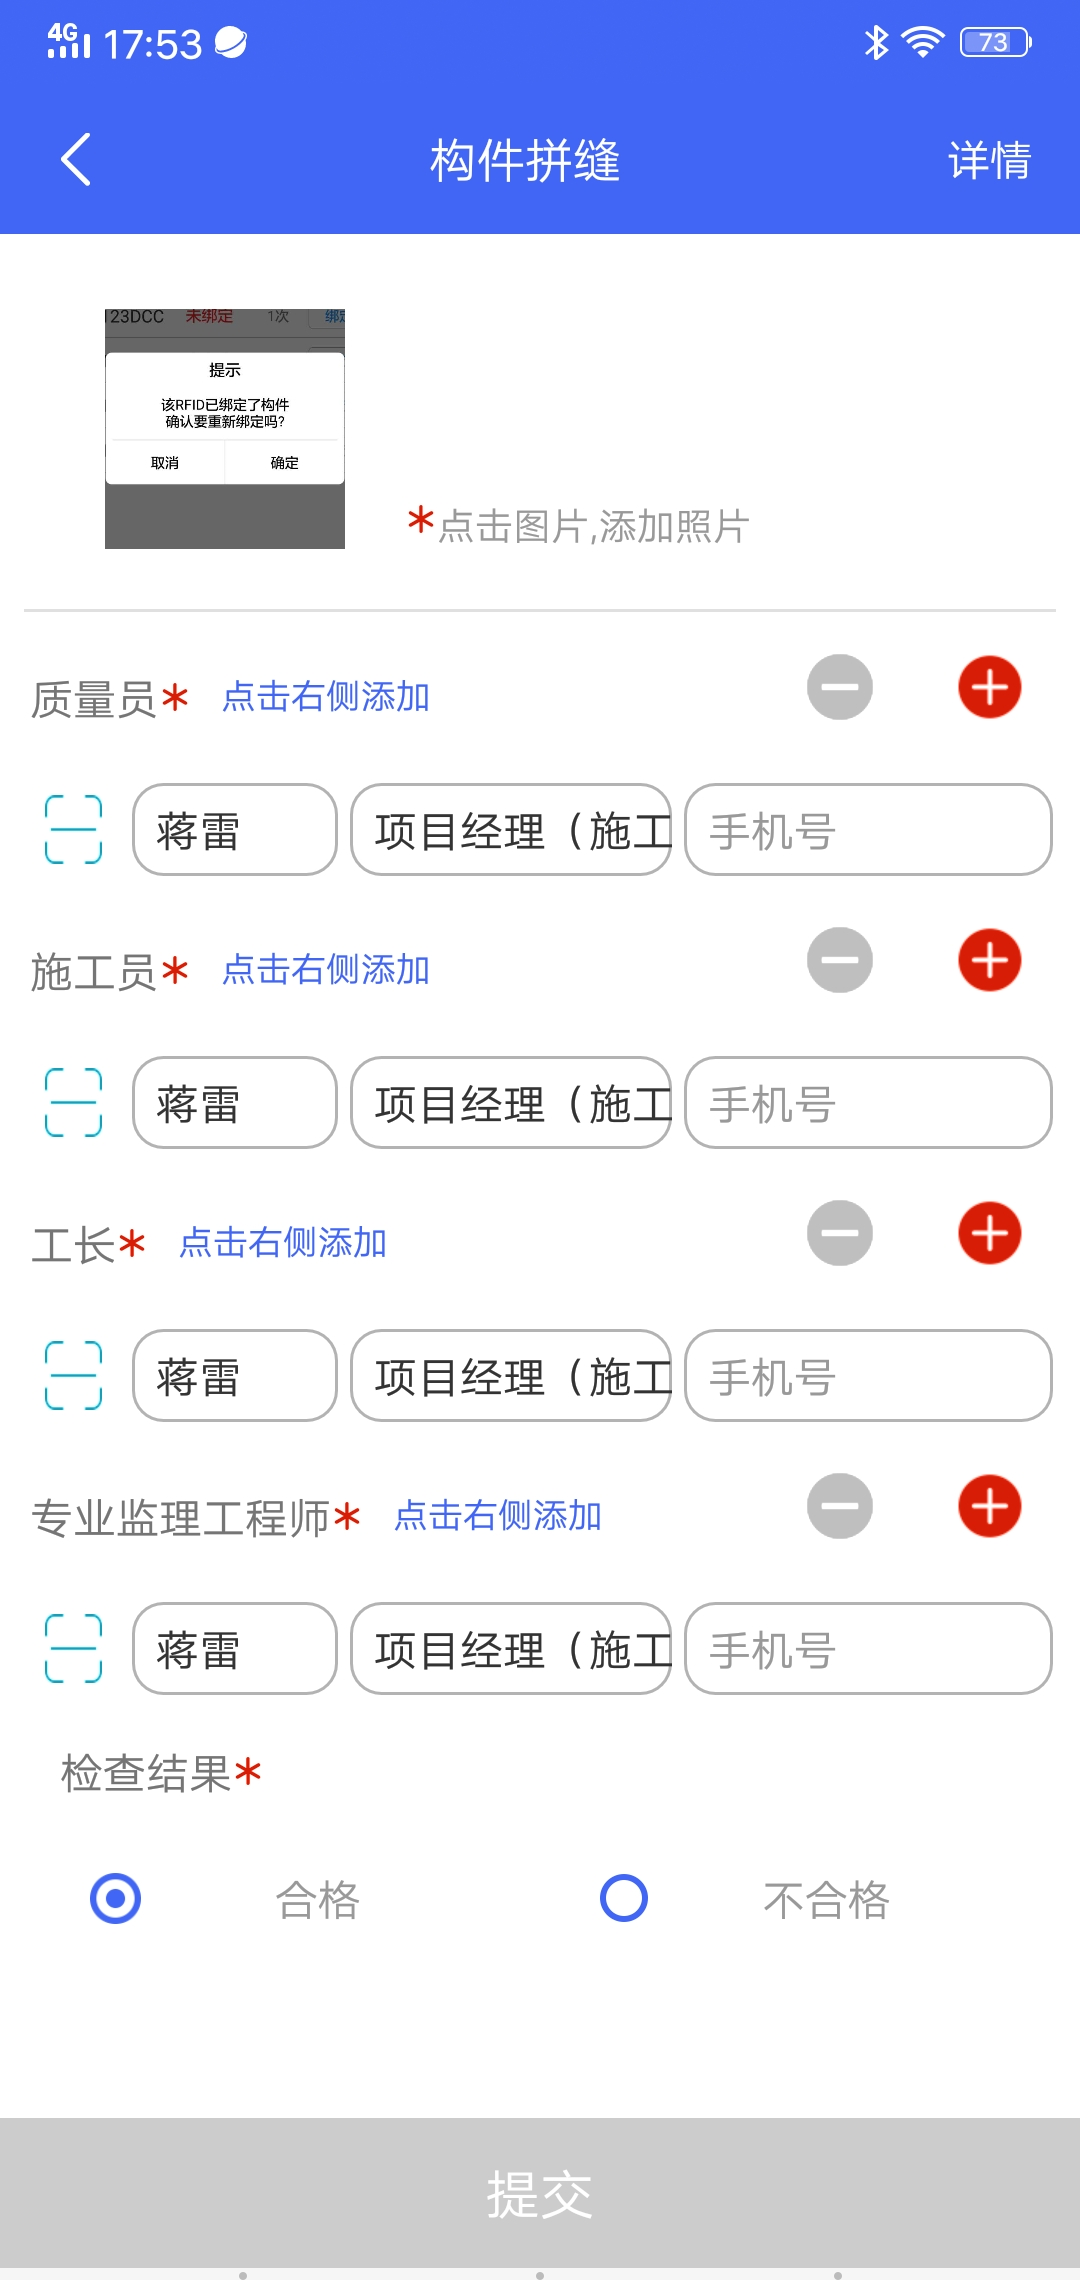 4G 17:53 73
构件拼缝 详情
123DCC 未绑定 1次
提示
该RFID已绑定了构件
确认要重新绑定吗?
取消 确定
*点击图片,添加照片
质量员* 点击右侧添加
蒋雷 项目经理（施工 手机号
施工员* 点击右侧添加
蒋雷 项目经理（施工 手机号
工长* 点击右侧添加
蒋雷 项目经理（施工 手机号
专业监理工程师* 点击右侧添加
蒋雷 项目经理（施工 手机号
检查结果*
合格 不合格
提交